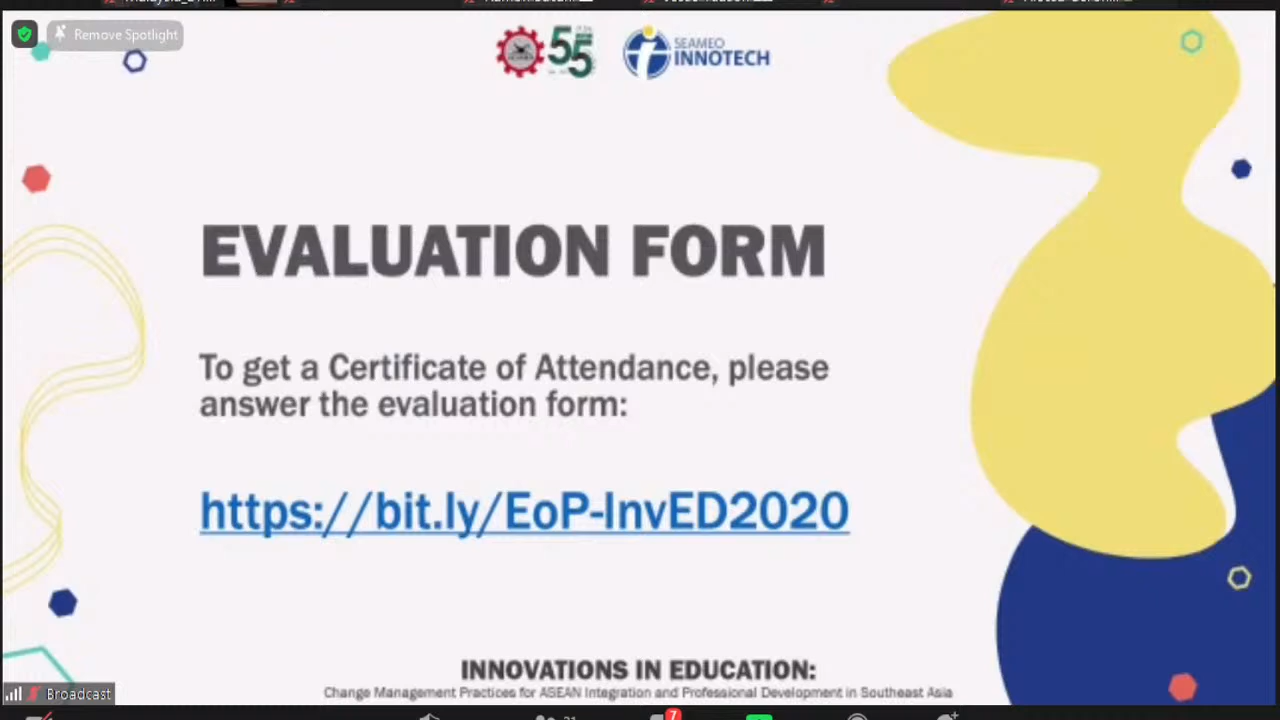 Remove Spotlight
55
SEAMEO
INNOTECH
EVALUATION FORM
To get a Certificate of Attendance, please
answer the evaluation form:
https://bit.ly/EoP-InvED2020
INNOVATIONS IN EDUCATION:
Change Management Practices for ASEAN Integration and Professional Development in Southeast Asia
Broadcast
7